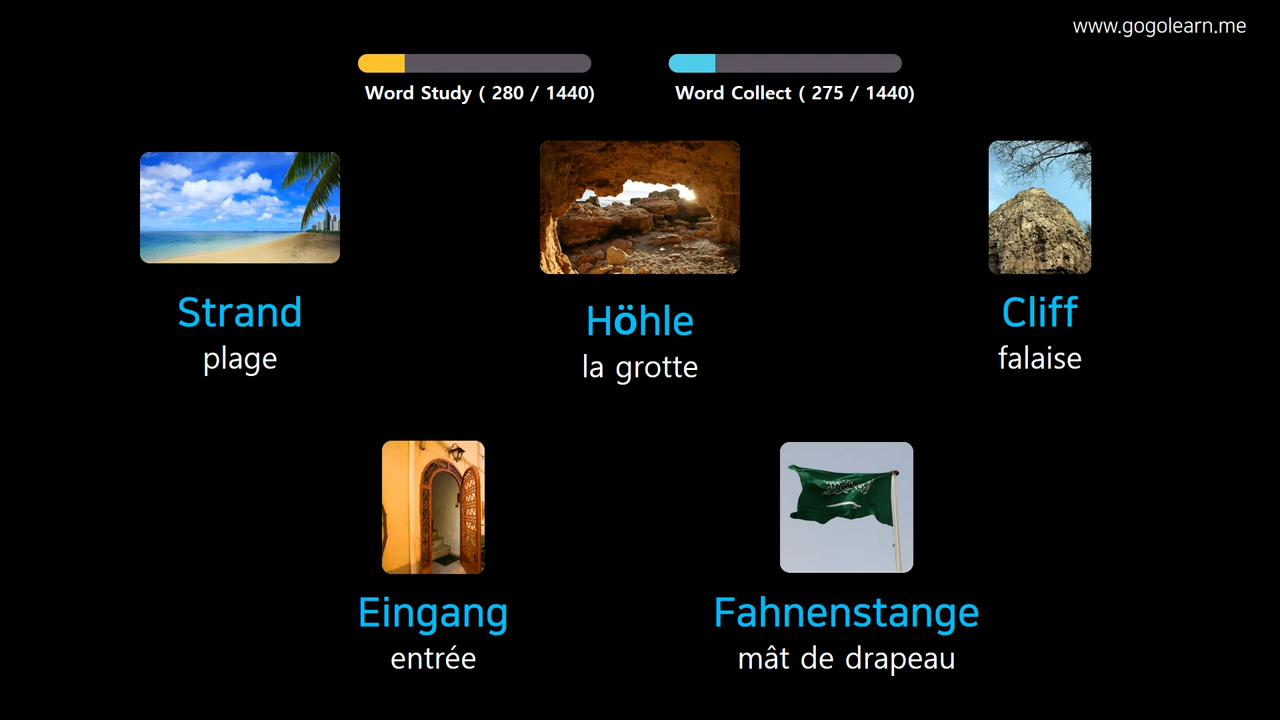 www.gogolearn.me
Word Study ( 280 / 1440)
Word Collect ( 275 / 1440)
Strand
plage
Höhle
la grotte
Cliff
falaise
Eingang
entrée
Fahnenstange
mât de drapeau